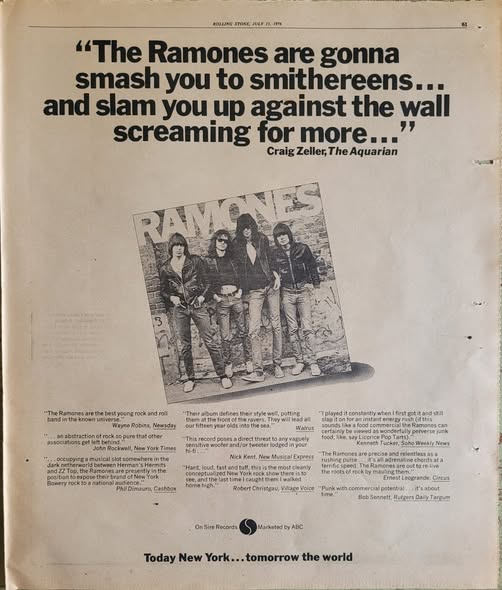 ROLLING STONE, JULY 15, 1976
61
“The Ramones are gonna
smash you to smithereens...
and slam you up against the wall
screaming for more...”
Craig Zeller, The Aquarian
RAMONES
"The Ramones are the best young rock and roll
band in the known universe."
Wayne Robins, Newsday
"... an abstraction of rock so pure that other
associations get left behind."
John Rockwell, New York Times
"... occupying a musical slot somewhere in the
dark netherworld between Herman's Hermits
and ZZ Top, the Ramones are presently in the
position to expose their brand of New York
Bowery rock to a national audience."
Phil Dimauro, Cashbox
"Their album defines their style well, putting
them at the front of the ravers. They will lead all
our fifteen year olds into the sea."
Walrus
"This record poses a direct threat to any vaguely
sensitive woofer and/or tweeter lodged in your
hi-fi..."
Nick Kent, New Musical Express
"Hard, loud, fast and tuff, this is the most cleanly
conceptualized New York rock show there is to
see, and the last time I caught them I walked
home high."
Robert Christgau, Village Voice
"I played it constantly when I first got it and still
slap it on for an instant energy rush (if this
sounds like a food commercial the Ramones can
certainly be viewed as wonderfully perverse junk
food; like, say Licorice Pop Tarts)."
Kenneth Tucker, Soho Weekly News
"The Ramones are precise and relentless as a
rushing pulse... it's all adrenaline chords at a
terrific speed. The Ramones are out to re-live
the roots of rock by mauling them."
Ernest Leogrande, Circus
"Punk with commercial potential... it's about
time."
Bob Sennett, Rutgers Daily Targum
On Sire Records
Marketed by ABC
Today New York...tomorrow the world